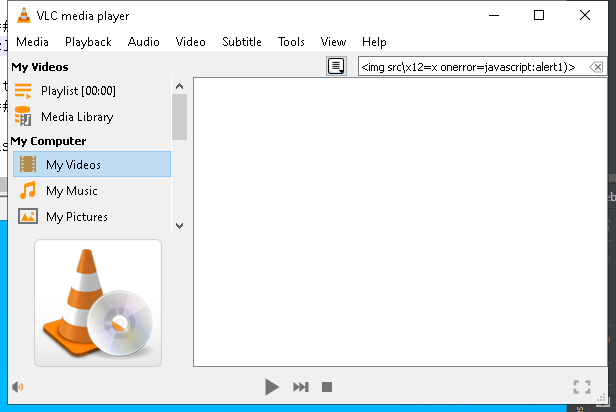 VLC media player
Media Playback Audio Video Subtitle Tools View Help
My Videos
<img src\x12=x onerror=javascript:alert1)>
Playlist [00:00]
Media Library
My Computer
My Videos
My Music
My Pictures